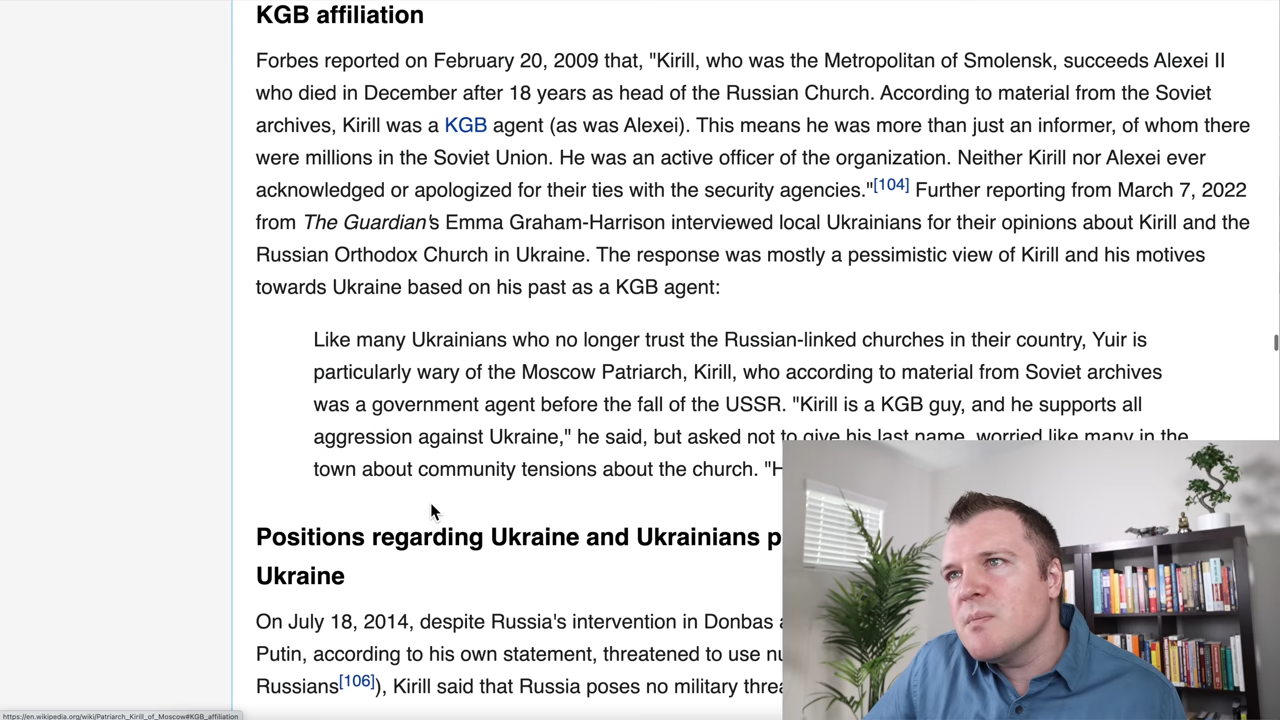 KGB affiliation
Forbes reported on February 20, 2009 that, "Kirill, who was the Metropolitan of Smolensk, succeeds Alexei II
who died in December after 18 years as head of the Russian Church. According to material from the Soviet
archives, Kirill was a KGB agent (as was Alexei). This means he was more than just an informer, of whom there
were millions in the Soviet Union. He was an active officer of the organization. Neither Kirill nor Alexei ever
acknowledged or apologized for their ties with the security agencies."[104] Further reporting from March 7, 2022
from The Guardian's Emma Graham-Harrison interviewed local Ukrainians for their opinions about Kirill and the
Russian Orthodox Church in Ukraine. The response was mostly a pessimistic view of Kirill and his motives
towards Ukraine based on his past as a KGB agent:
Like many Ukrainians who no longer trust the Russian-linked churches in their country, Yuir is
particularly wary of the Moscow Patriarch, Kirill, who according to material from Soviet archives
was a government agent before the fall of the USSR. "Kirill is a KGB guy, and he supports all
aggression against Ukraine," he said, but asked not to give his last name, worried like many in the
town about community tensions about the church. "H
Positions regarding Ukraine and Ukrainians p
Ukraine
On July 18, 2014, despite Russia's intervention in Donbas a
Putin, according to his own statement, threatened to use nu
Russians[106]), Kirill said that Russia poses no military threa
https://en.wikipedia.org/wiki/Patriarch_Kirill_of_Moscow#KGB_affiliation